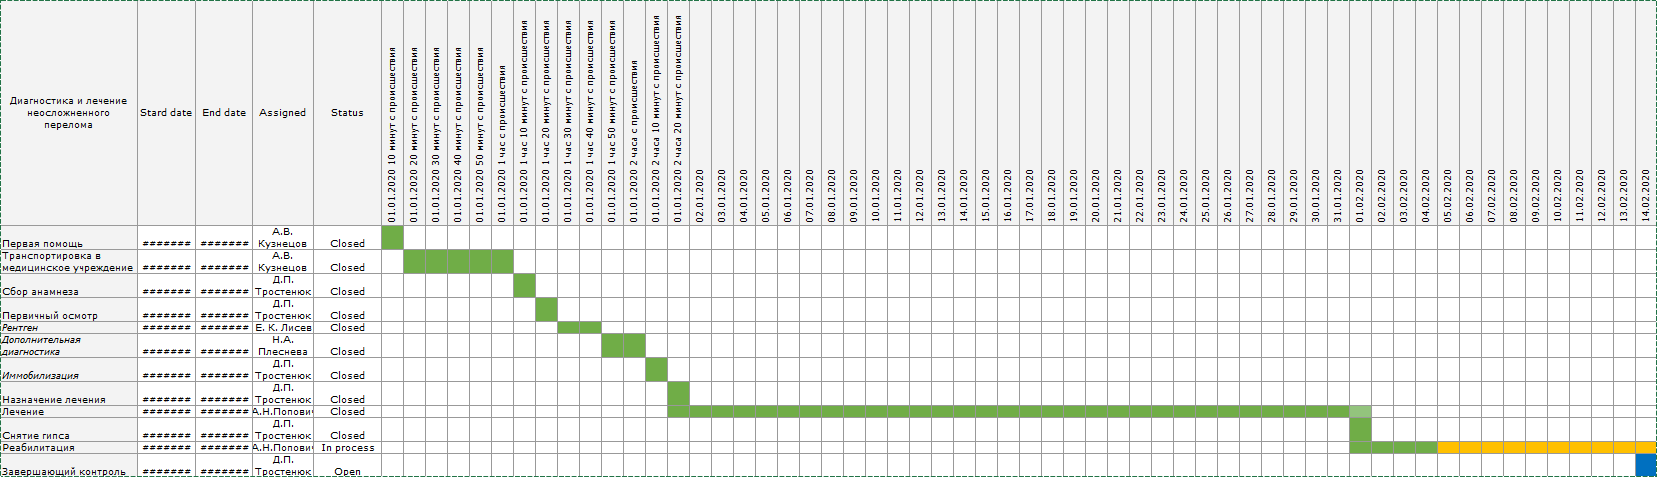 Диагностика и лечение
неосложненного
перелома
Stard date
End date
Assigned
Status
01.01.2020 10 минут с происшествия
01.01.2020 20 минут с происшествия
01.01.2020 30 минут с происшествия
01.01.2020 40 минут с происшествия
01.01.2020 50 минут с происшествия
01.01.2020 1 час с происшествия
01.01.2020 1 час 10 минут с происшествия
01.01.2020 1 час 20 минут с происшествия
01.01.2020 1 час 30 минут с происшествия
01.01.2020 1 час 40 минут с происшествия
01.01.2020 1 час 50 минут с происшествия
01.01.2020 2 часа с происшествия
01.01.2020 2 часа 10 минут с происшествия
01.01.2020 2 часа 20 минут с происшествия
02.01.2020
03.01.2020
04.01.2020
05.01.2020
06.01.2020
07.01.2020
08.01.2020
09.01.2020
10.01.2020
11.01.2020
12.01.2020
13.01.2020
14.01.2020
15.01.2020
16.01.2020
17.01.2020
18.01.2020
19.01.2020
20.01.2020
21.01.2020
22.01.2020
23.01.2020
24.01.2020
25.01.2020
26.01.2020
27.01.2020
28.01.2020
29.01.2020
30.01.2020
31.01.2020
01.02.2020
02.02.2020
03.02.2020
04.02.2020
05.02.2020
06.02.2020
07.02.2020
08.02.2020
09.02.2020
10.02.2020
11.02.2020
12.02.2020
13.02.2020
14.02.2020
А.В.
Первая помощь ####### ####### Кузнецов Closed
Транспортировка в А.В.
медицинское учреждение ####### ####### Кузнецов Closed
Д.П.
Сбор анамнеза ####### ####### Тростенюк Closed
Д.П.
Первичный осмотр ####### ####### Тростенюк Closed
Рентген ####### ####### Е. К. Лисев Closed
Дополнительная Н.А.
диагностика ####### ####### Плеснева Closed
Д.П.
Иммобилизация ####### ####### Тростенюк Closed
Д.П.
Назначение лечения ####### ####### Тростенюк Closed
Лечение ####### ####### А.Н.Попович Closed
Д.П.
Снятие гипса ####### ####### Тростенюк Closed
Реабилитация ####### ####### А.Н.Попович In process
Д.П.
Завершающий контроль ####### ####### Тростенюк Open